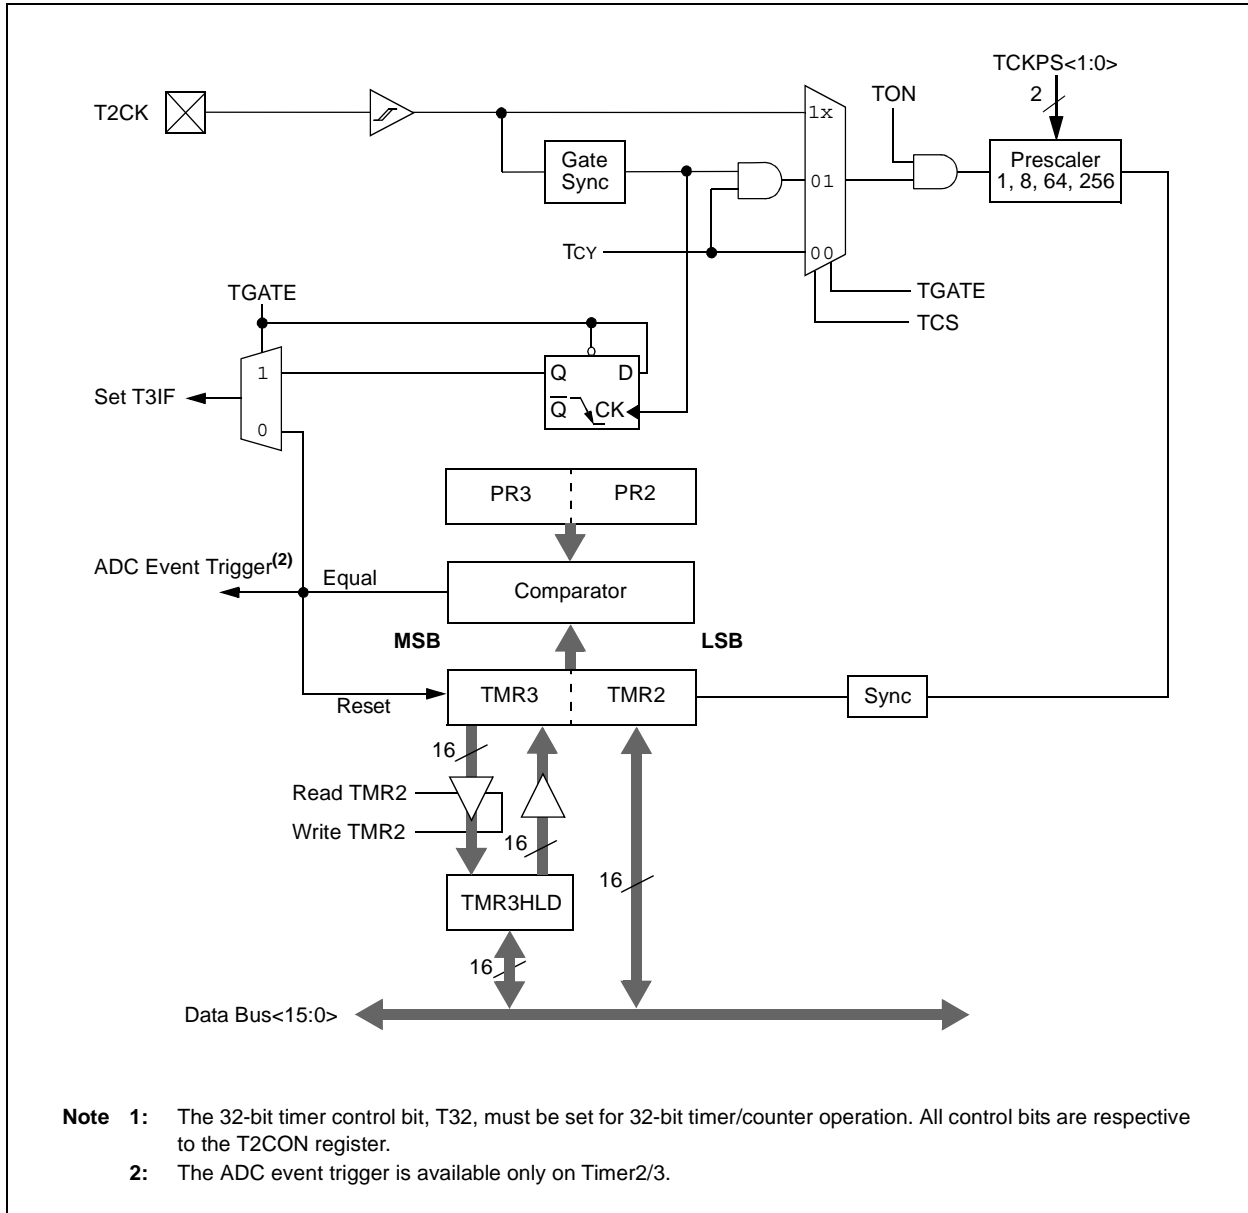 TCKPS<1:0>
2
T2CK
TON
1x
Gate
Sync
01
Prescaler
1, 8, 64, 256
TCY
00
TGATE
TCS
TGATE
1
Q
D
Set T3IF
Q
CK
0
PR3
PR2
ADC Event Trigger(2)
Equal
Comparator
MSB
LSB
TMR3
TMR2
Sync
Reset
16
Read TMR2
Write TMR2
16
16
TMR3HLD
16
Data Bus<15:0>
Note 1: The 32-bit timer control bit, T32, must be set for 32-bit timer/counter operation. All control bits are respective
to the T2CON register.
2: The ADC event trigger is available only on Timer2/3.